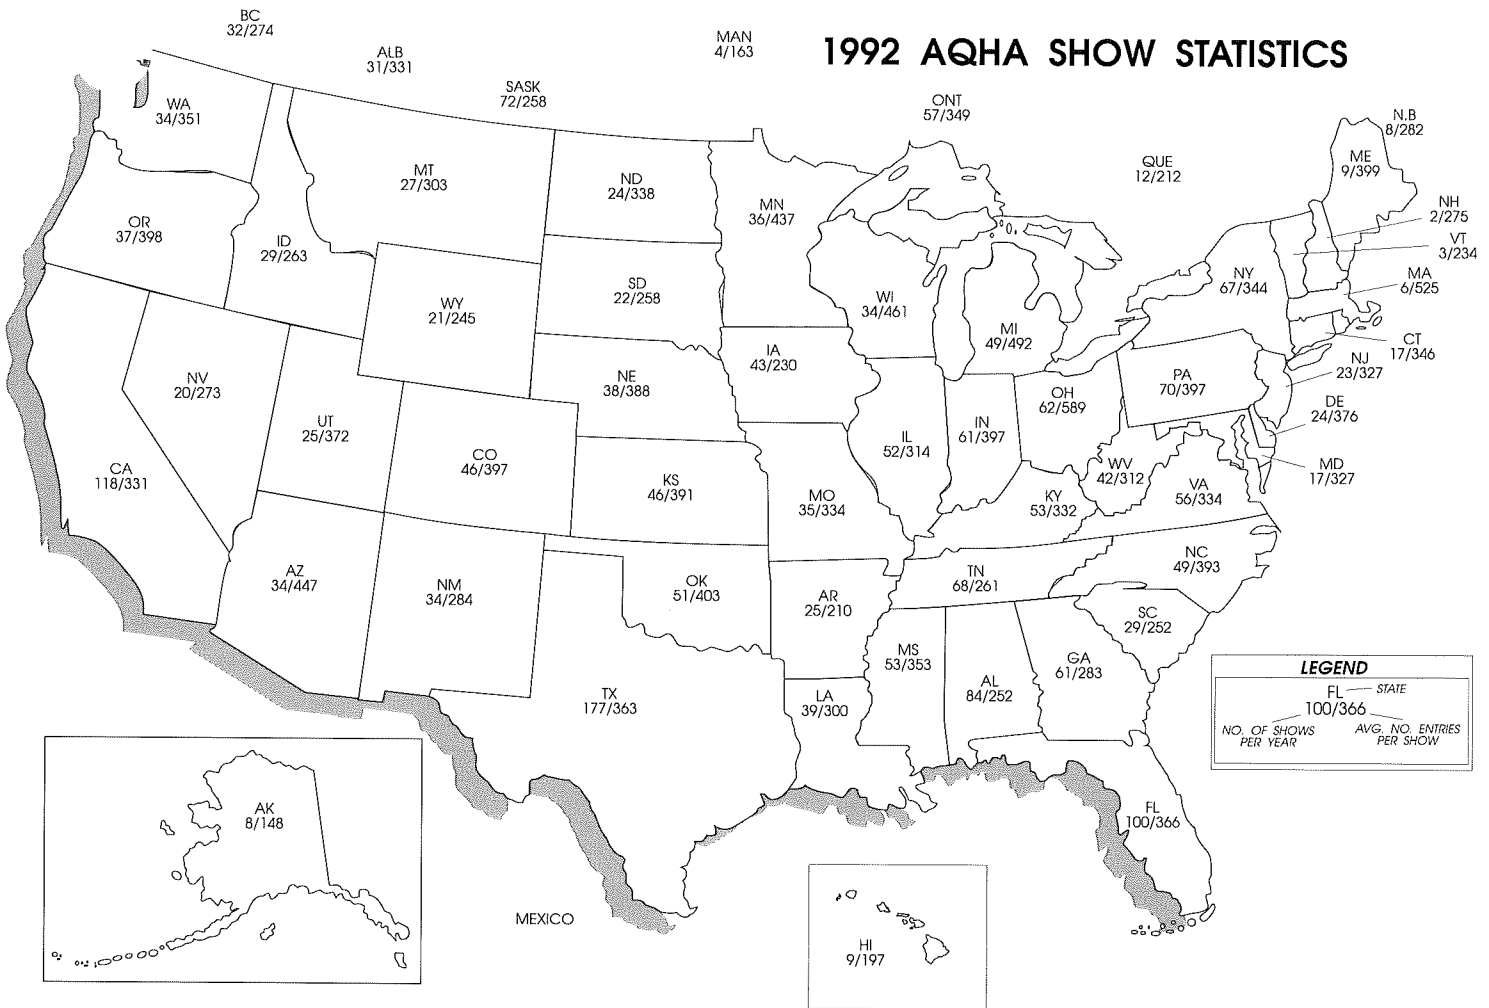 BC
32/274
ALB
31/331
SASK
72/258
MAN
4/163
1992 AQHA SHOW STATISTICS
ONT
57/349
QUE
12/212
N.B
8/282
ME
9/399
NH
2/275
VT
3/234
MA
6/525
CT
17/346
NJ
23/327
DE
24/376
MD
17/327
WA
34/351
MT
27/303
ND
24/338
MN
36/437
OR
37/398
ID
29/263
WY
21/245
SD
22/258
WI
34/461
MI
49/492
NY
67/344
NV
20/273
UT
25/372
CO
46/397
NE
38/388
IA
43/230
IL
52/314
IN
61/397
OH
62/589
PA
70/397
WV
42/312
VA
56/334
CA
118/331
KS
46/391
MO
35/334
KY
53/332
AZ
34/447
NM
34/284
OK
51/403
AR
25/210
TN
68/261
NC
49/393
SC
29/252
MS
53/353
AL
84/252
GA
61/283
TX
177/363
LA
39/300
FL
100/366
LEGEND
FL STATE
100/366
NO. OF SHOWS
PER YEAR
AVG. NO. ENTRIES
PER SHOW
AK
8/148
MEXICO
HI
9/197